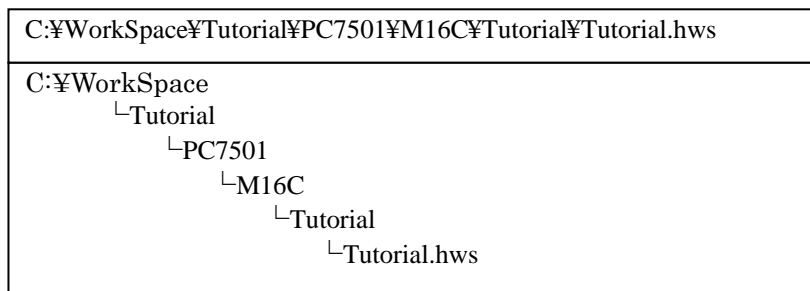 C:¥WorkSpace¥Tutorial¥PC7501¥M16C¥Tutorial¥Tutorial.hws
C:¥WorkSpace
└Tutorial
└PC7501
└M16C
└Tutorial
└Tutorial.hws